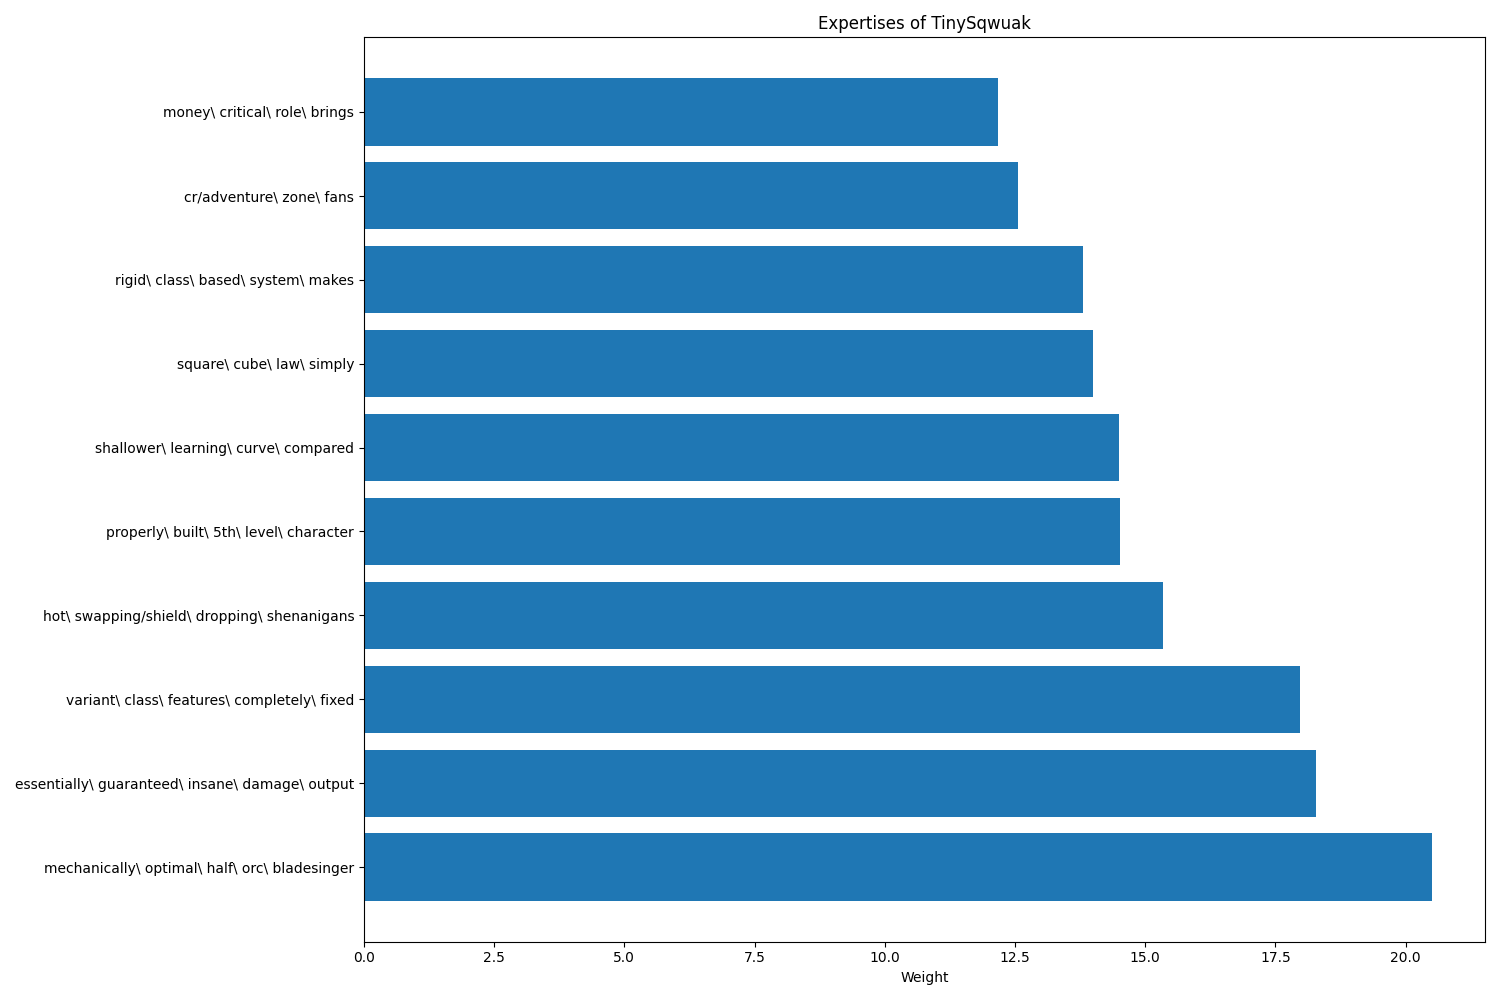 Expertises of TinySqwuak
money\ critical\ role\ brings
cr/adventure\ zone\ fans
rigid\ class\ based\ system\ makes
square\ cube\ law\ simply
shallower\ learning\ curve\ compared
properly\ built\ 5th\ level\ character
hot\ swapping/shield\ dropping\ shenanigans
variant\ class\ features\ completely\ fixed
essentially\ guaranteed\ insane\ damage\ output
mechanically\ optimal\ half\ orc\ bladesinger
0.0 2.5 5.0 7.5 10.0 12.5 15.0 17.5 20.0
Weight